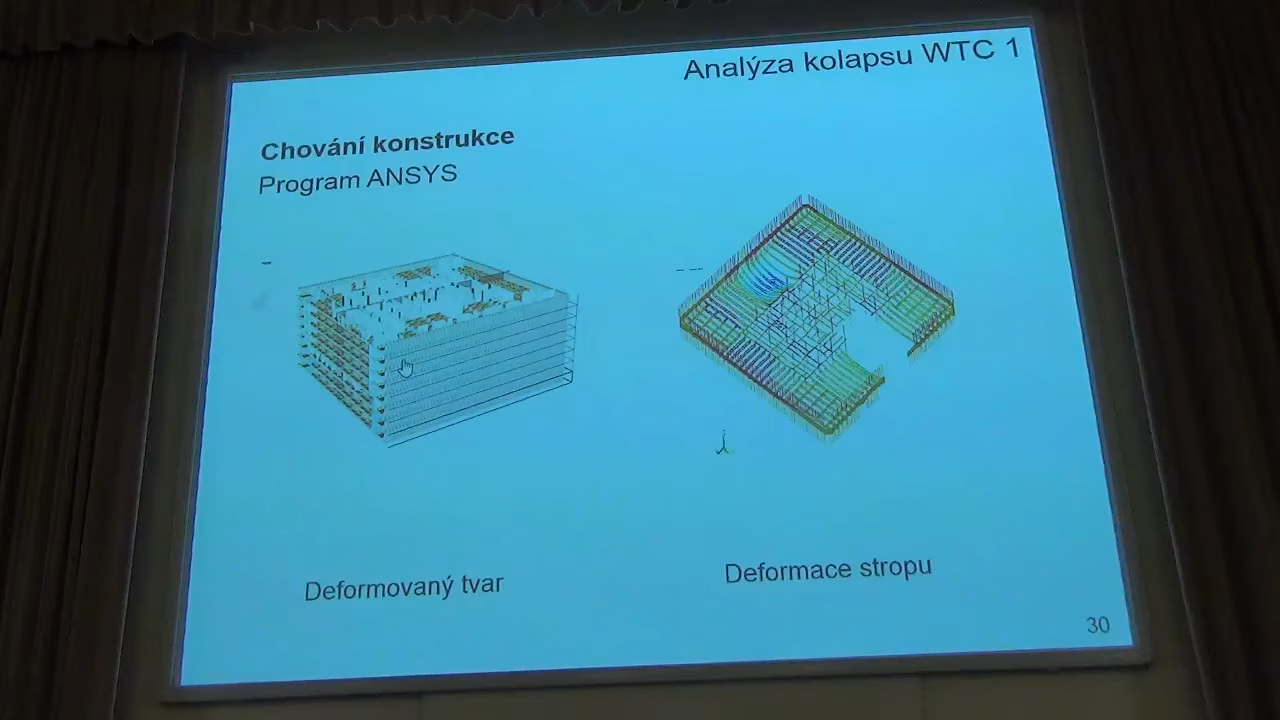 Analýza kolapsu WTC 1
Chování konstrukce
Program ANSYS
Deformovaný tvar
Deformace stropu
30